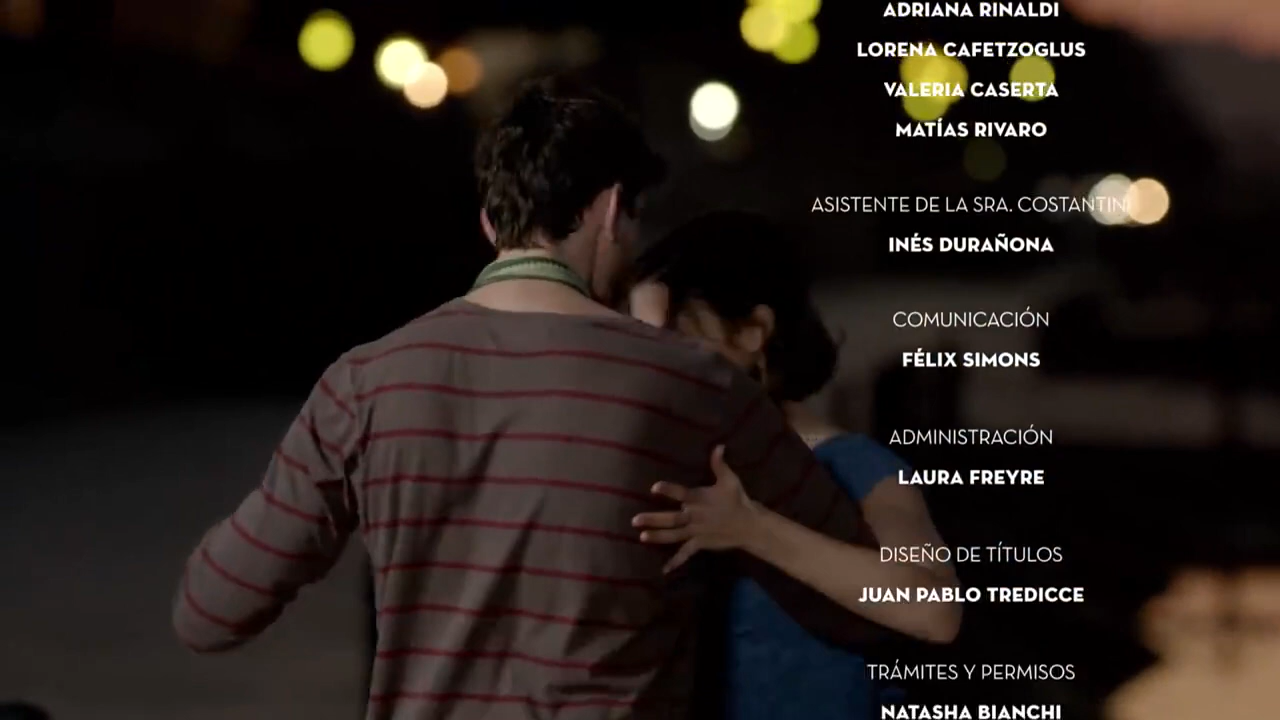 ADRIANA RINALDI
LORENA CAFETZOGLUS
VALERIA CASERTA
MATÍAS RIVARO
ASISTENTE DE LA SRA. COSTANTINI
INÉS DURAÑONA
COMUNICACIÓN
FÉLIX SIMONS
ADMINISTRACIÓN
LAURA FREYRE
DISEÑO DE TÍTULOS
JUAN PABLO TREDICCE
TRÁMITES Y PERMISOS
NATASHA BIANCHI